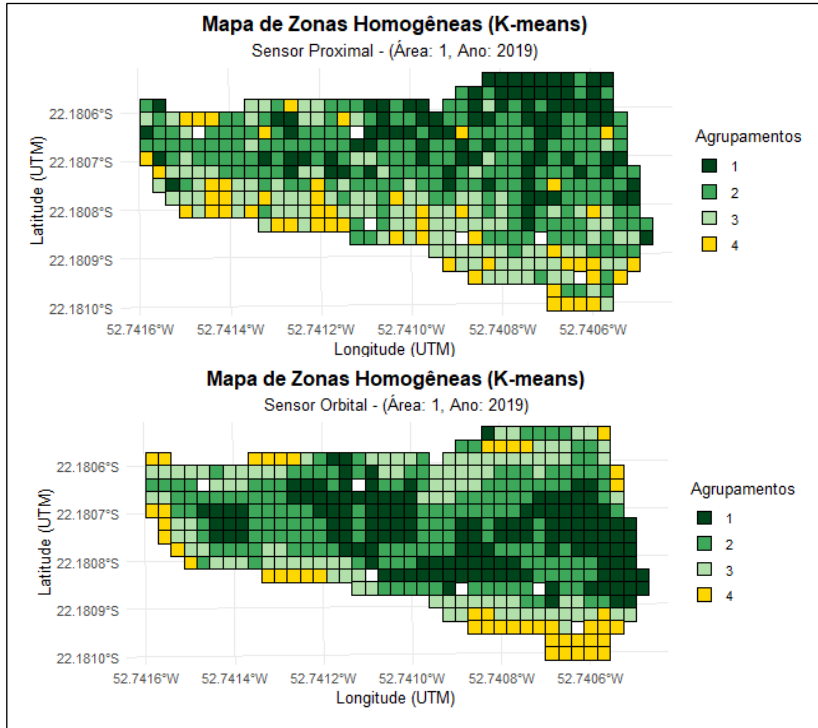 Mapa de Zonas Homogêneas (K-means)
Sensor Proximal - (Área: 1, Ano: 2019)
Latitude (UTM)
22.1806°S
22.1807°S
22.1808°S
22.1809°S
22.1810°S
52.7416°W 52.7414°W 52.7412°W 52.7410°W 52.7408°W 52.7406°W
Longitude (UTM)
Agrupamentos
1
2
3
4
Mapa de Zonas Homogêneas (K-means)
Sensor Orbital - (Área: 1, Ano: 2019)
Latitude (UTM)
22.1806°S
22.1807°S
22.1808°S
22.1809°S
22.1810°S
52.7416°W 52.7414°W 52.7412°W 52.7410°W 52.7408°W 52.7406°W
Longitude (UTM)
Agrupamentos
1
2
3
4